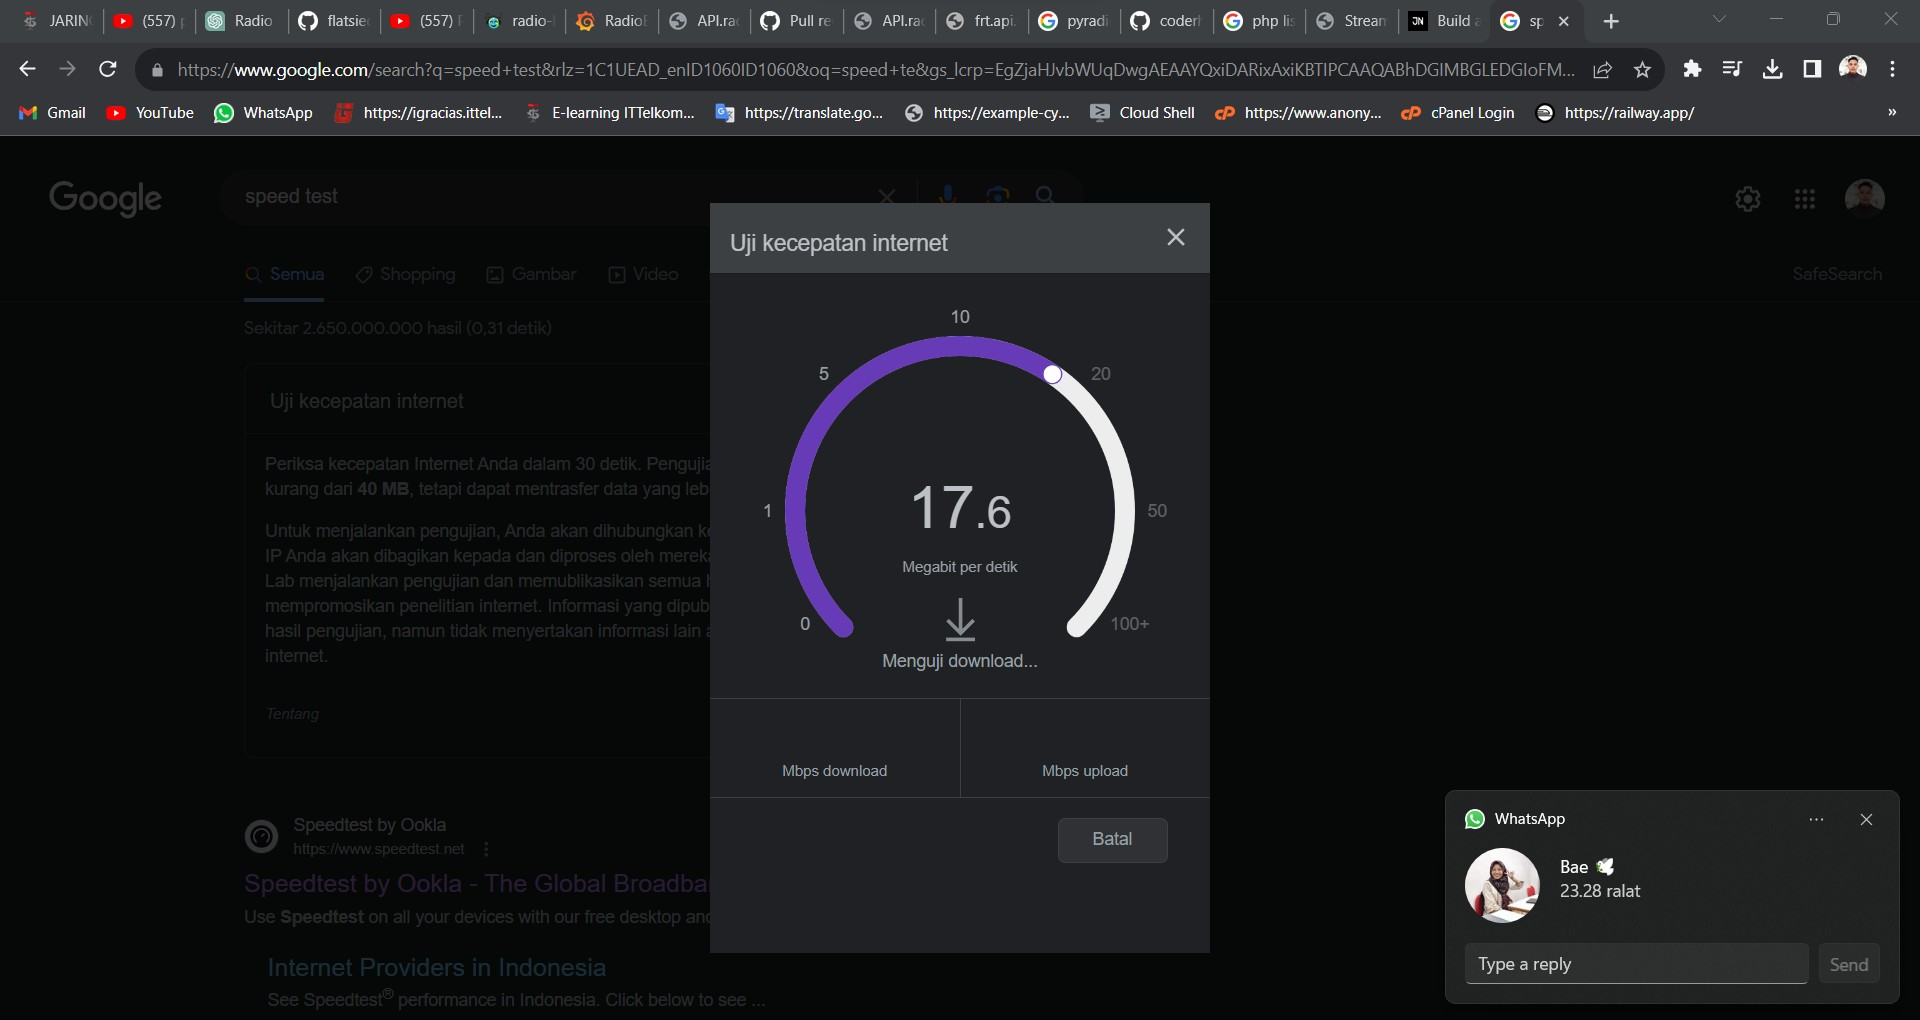 JARIN
(557)
Radio
flatsie
(557)
radio-
Radio
API.ra
Pull re
API.ra
frt.api.
pyradi
coder
php lis
Stream
Build a
sp
https://www.google.com/search?q=speed+test&rlz=1C1UEAD_enID1060ID1060&oq=speed+te&gs_lcrp=EgZjaHJvbWUqDwgAEAAYQxiDARixAxiKBTIPCAAQABhDGIMBGLEDGIoFM...
Gmail
YouTube
WhatsApp
https://igracias.ittel...
E-learning ITTelkom...
https://translate.go...
https://example-cy...
Cloud Shell
https://www.anony...
cPanel Login
https://railway.app/
»
Google
speed test
Semua
Shopping
Gambar
Video
SafeSearch
Sekitar 2.650.000.000 hasil (0,31 detik)
Uji kecepatan internet
Periksa kecepatan Internet Anda dalam 30 detik. Penguji
kurang dari 40 MB, tetapi dapat mentrasfer data yang leb
Untuk menjalankan pengujian, Anda akan dihubungkan k
IP Anda akan dibagikan kepada dan diproses oleh merek
Lab menjalankan pengujian dan mempublikasikan semua
mempromosikan penelitian internet. Informasi yang dipub
hasil pengujian, namun tidak menyertakan informasi lain
internet.
Tentang
Speedtest by Ookla
https://www.speedtest.net
Speedtest by Ookla - The Global Broadba
Use Speedtest on all your devices with our free desktop and
Internet Providers in Indonesia
See Speedtest® performance in Indonesia. Click below to see ...
Uji kecepatan internet
10
5
20
1
50
0
100+
17.6
Megabit per detik
Menguji download...
Mbps download
Mbps upload
Batal
WhatsApp
Bae 🕊️
23.28 ralat
Type a reply
Send